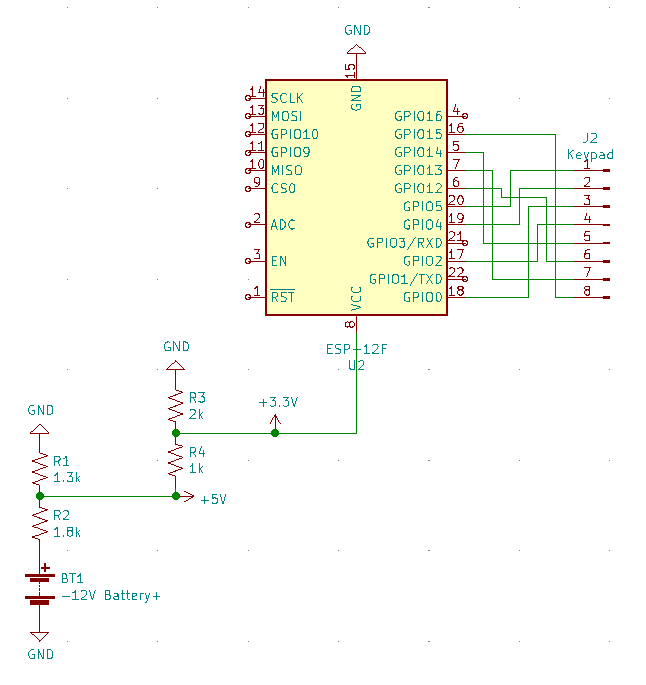 GND
15
GND
14 SCLK
13 MOSI
12 GPIO10
11 GPIO9
10 MISO
9 CS0
2 ADC
3 EN
1 RST
GPIO16 4
GPIO15 16
GPIO14 5
GPIO13 7
GPIO12 6
GPIO5 20
GPIO4 19
GPIO3/RXD 21
GPIO2 17
GPIO1/TXD 22
GPIO0 18
VCC
8
ESP-12F
U2
J2
Keypad
1
2
3
4
5
6
7
8
GND
R3
2k
+3.3V
R4
1k
+5V
GND
R1
1.3k
R2
1.8k
+
BT1
-12V Battery+
GND